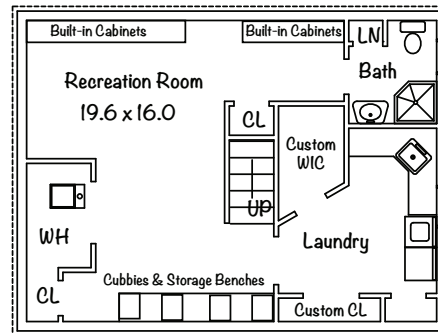 Built-in Cabinets
Built-in Cabinets
LN
Bath
Recreation Room
19.6 x 16.0
CL
Custom
WIC
UP
WH
Laundry
Cubbies & Storage Benches
CL
Custom CL